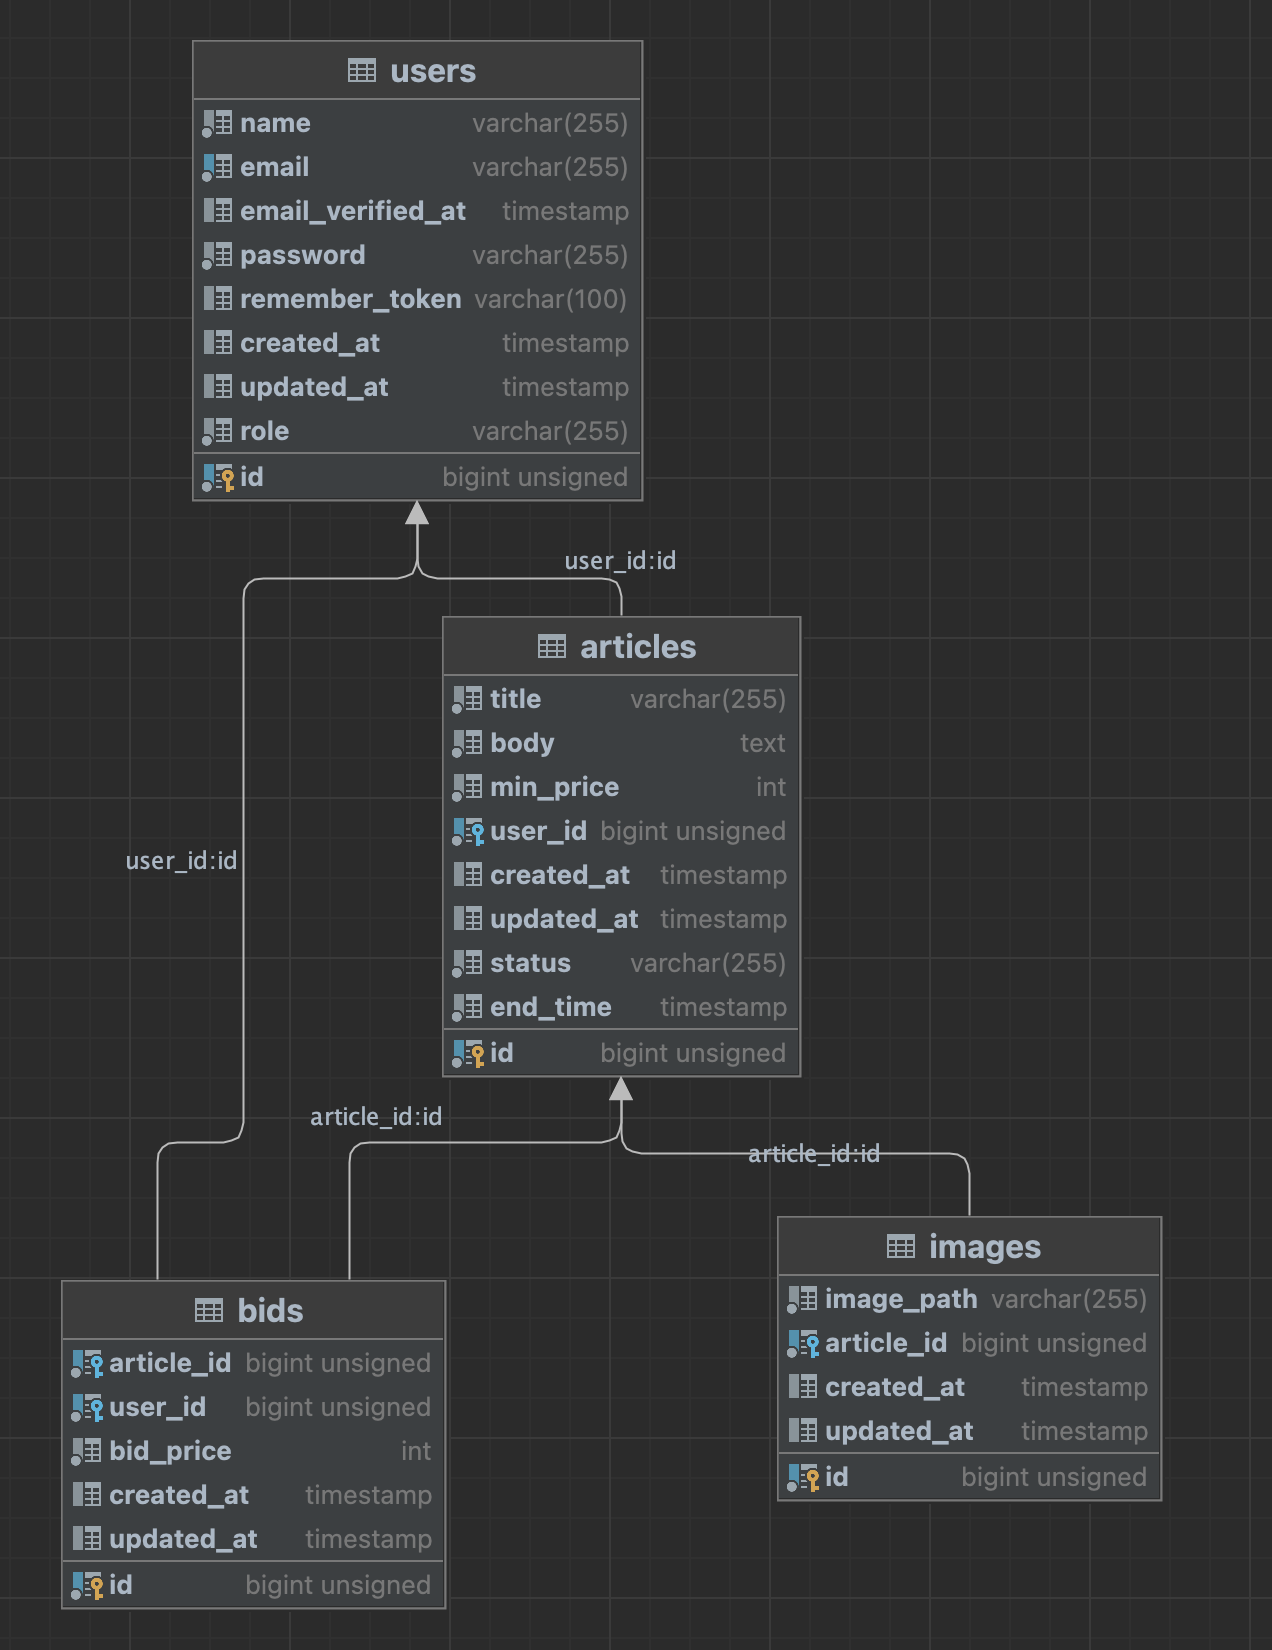 users
name varchar(255)
email varchar(255)
email_verified_at timestamp
password varchar(255)
remember_token varchar(100)
created_at timestamp
updated_at timestamp
role varchar(255)
id bigint unsigned
user_id:id
articles
title varchar(255)
body text
min_price int
user_id bigint unsigned
created_at timestamp
updated_at timestamp
status varchar(255)
end_time timestamp
id bigint unsigned
user_id:id
article_id:id
article_id:id
bids
article_id bigint unsigned
user_id bigint unsigned
bid_price int
created_at timestamp
updated_at timestamp
id bigint unsigned
images
image_path varchar(255)
article_id bigint unsigned
created_at timestamp
updated_at timestamp
id bigint unsigned